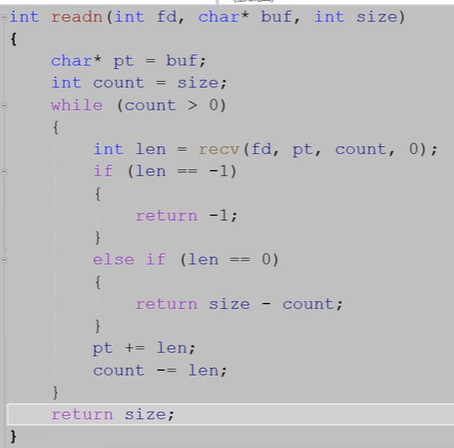 int readn(int fd, char* buf, int size)
{
    char* pt = buf;
    int count = size;
    while (count > 0)
    {
        int len = recv(fd, pt, count, 0);
        if (len == -1)
        {
            return -1;
        }
        else if (len == 0)
        {
            return size - count;
        }
        pt += len;
        count -= len;
    }
    return size;
}